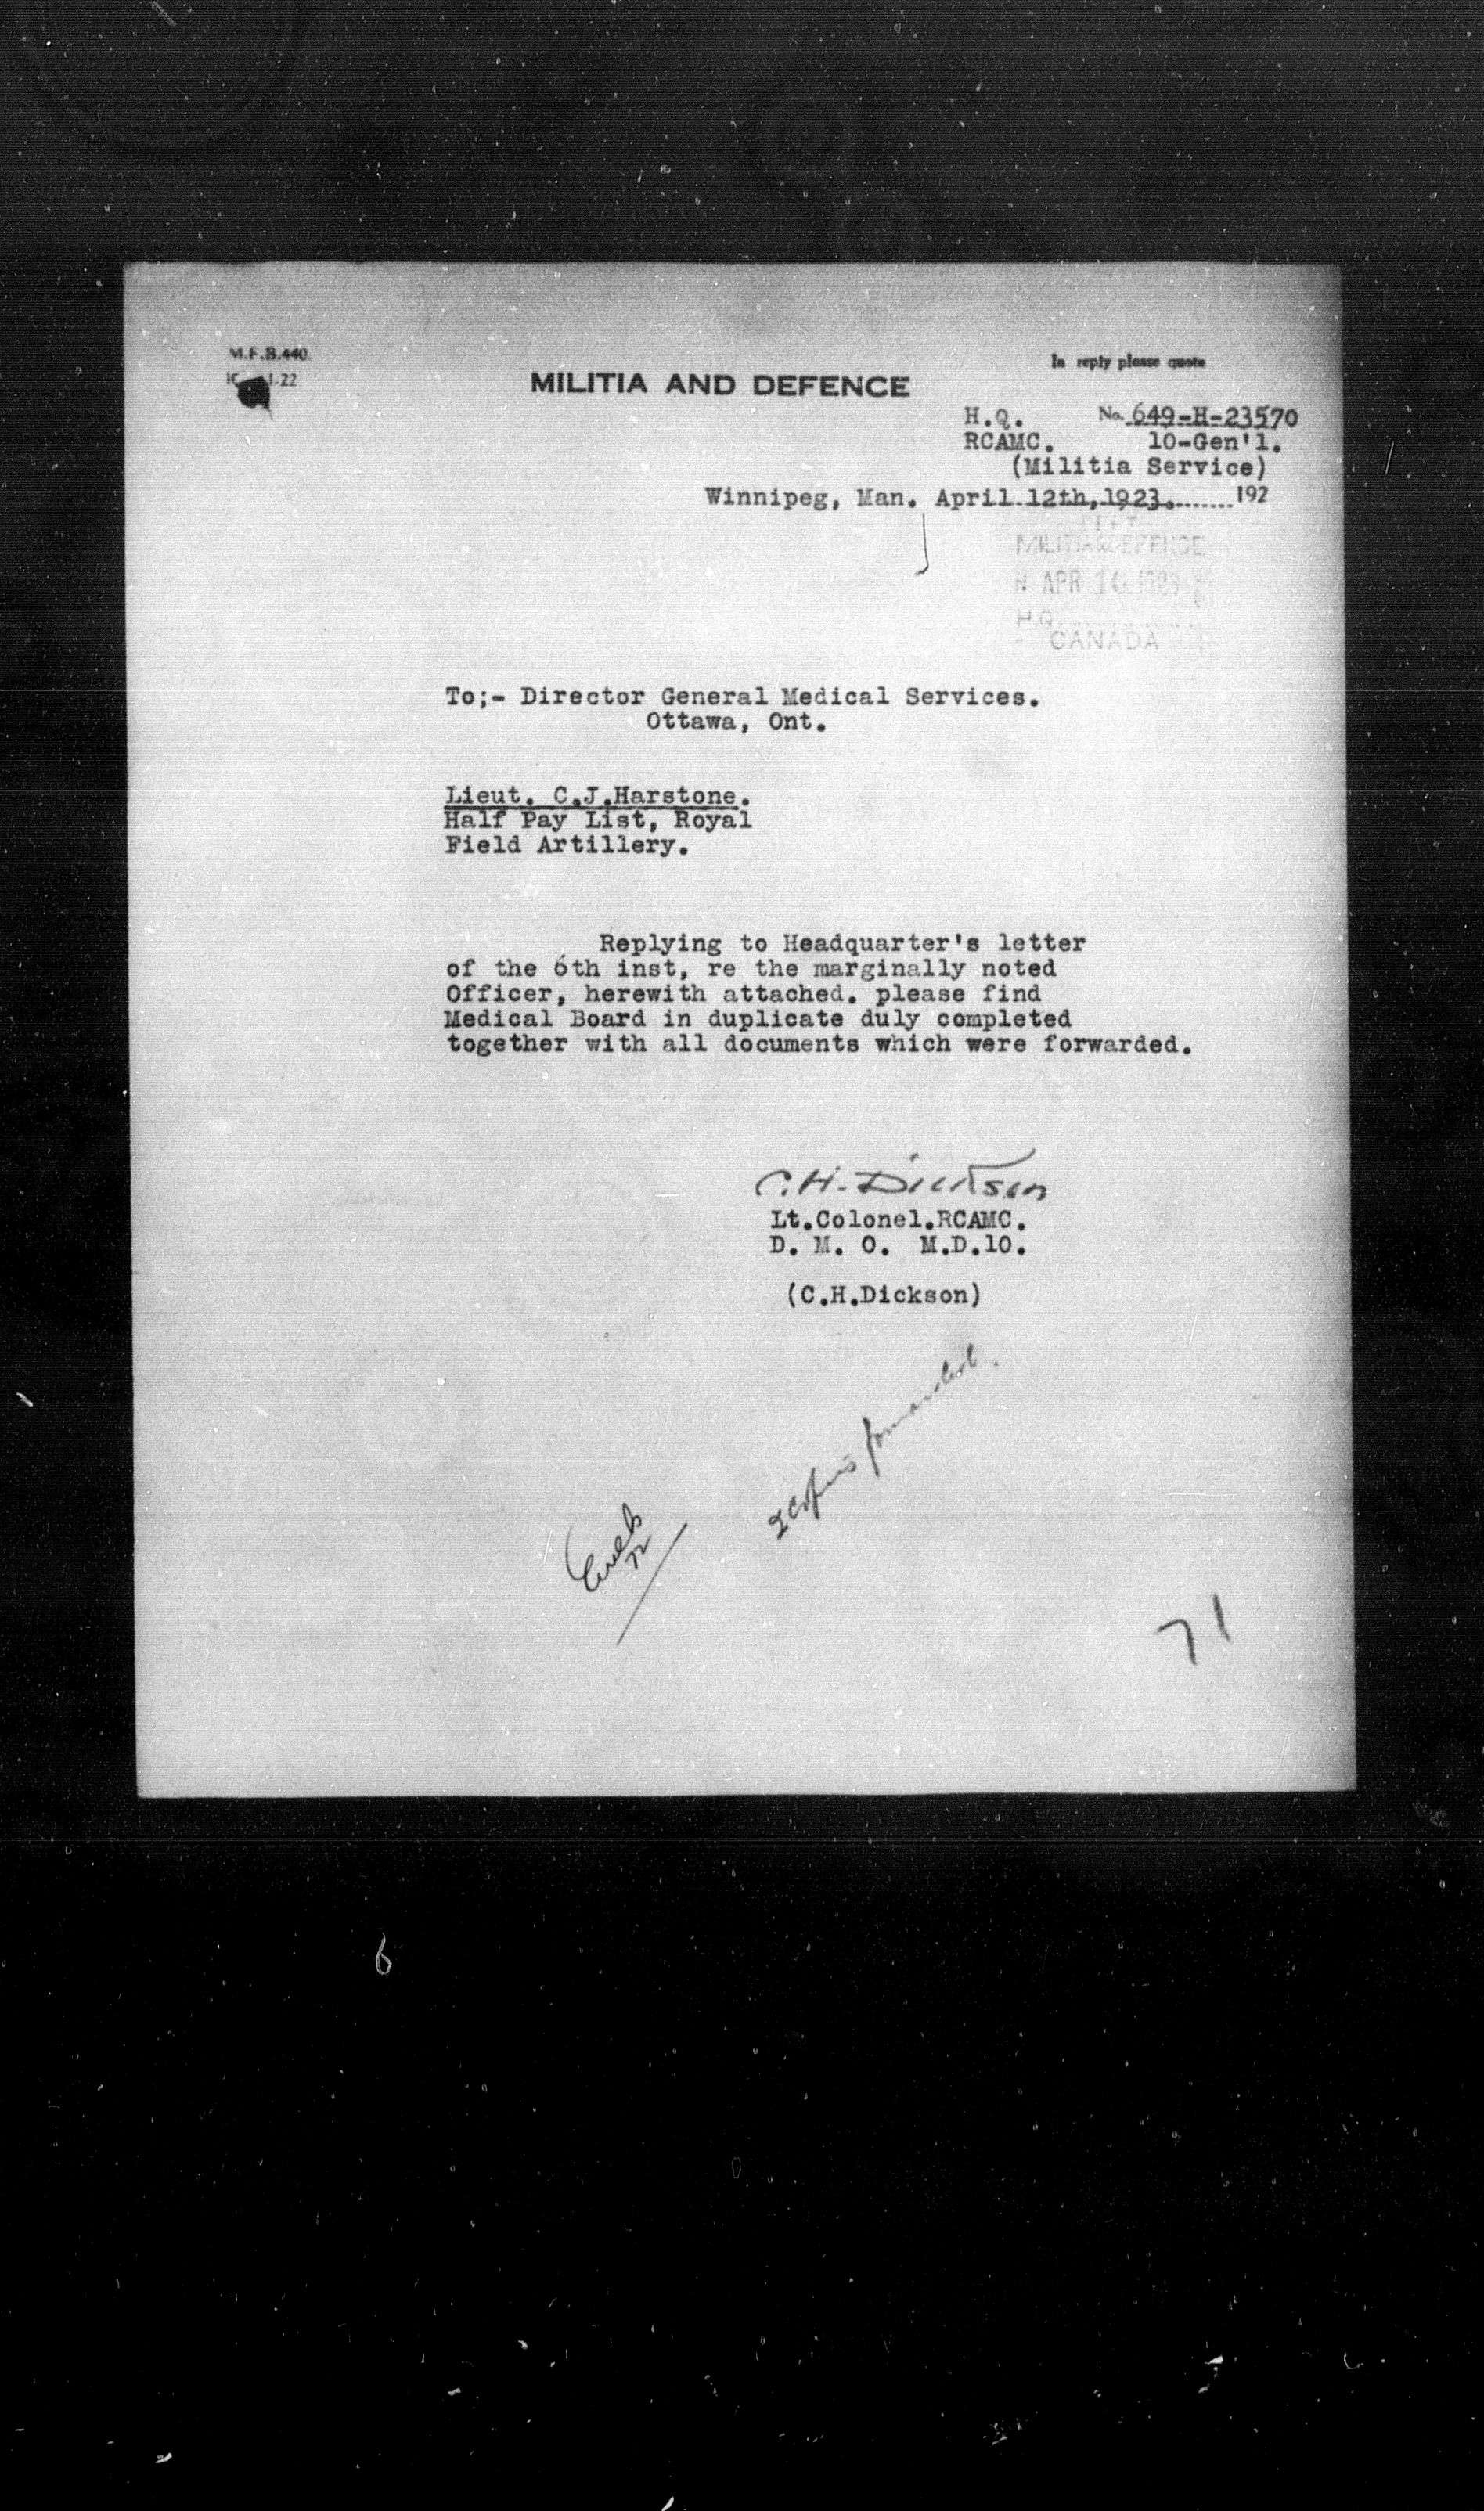 M.F.B.440.
MILITIA AND DEFENCE
In reply please quote
H.Q. No. 649-H-23570
RCAMC. 10-Gen'l.
(Militia Service)
Winnipeg, Man. April 12th, 1923. 192
MILITIA & DEFENCE
APR
H.Q.
CANADA
To;- Director General Medical Services.
Ottawa, Ont.
Lieut. C.J.Harstone.
Half Pay List, Royal
Field Artillery.
Replying to Headquarter's letter
of the 6th inst, re the marginally noted
Officer, herewith attached. please find
Medical Board in duplicate duly completed
together with all documents which were forwarded.
C.H. Dickson
Lt.Colonel.RCAMC.
D. M. O. M.D.10.
(C.H.Dickson)
2 copies forwarded.
71